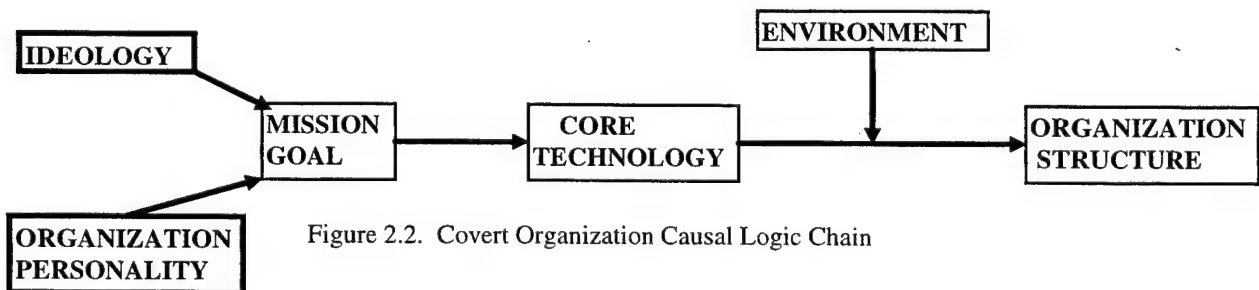 IDEOLOGY
ENVIRONMENT
MISSION
GOAL
CORE
TECHNOLOGY
ORGANIZATION
STRUCTURE
ORGANIZATION
PERSONALITY
Figure 2.2. Covert Organization Causal Logic Chain